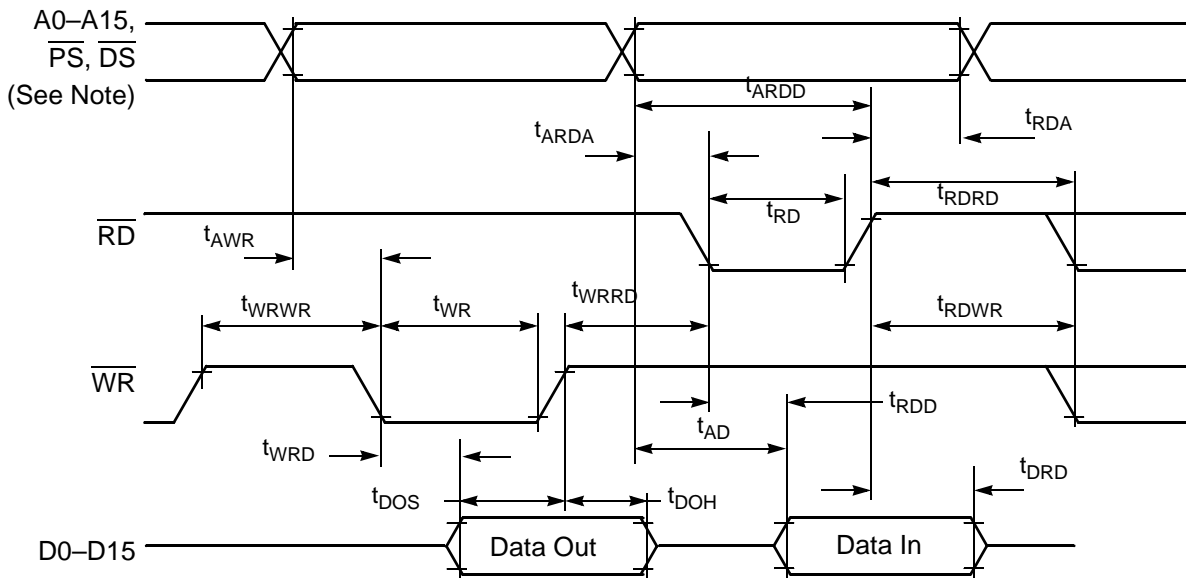 A0–A15,
PS, DS
(See Note)
tARDD
tARDA
tRDA
tRD
tRDRD
RD
tAWR
tWRWR
tWR
tWRRD
tRDWR
WR
tRDD
tAD
tWRD
tDRD
tDOS
tDOH
D0–D15
Data Out
Data In